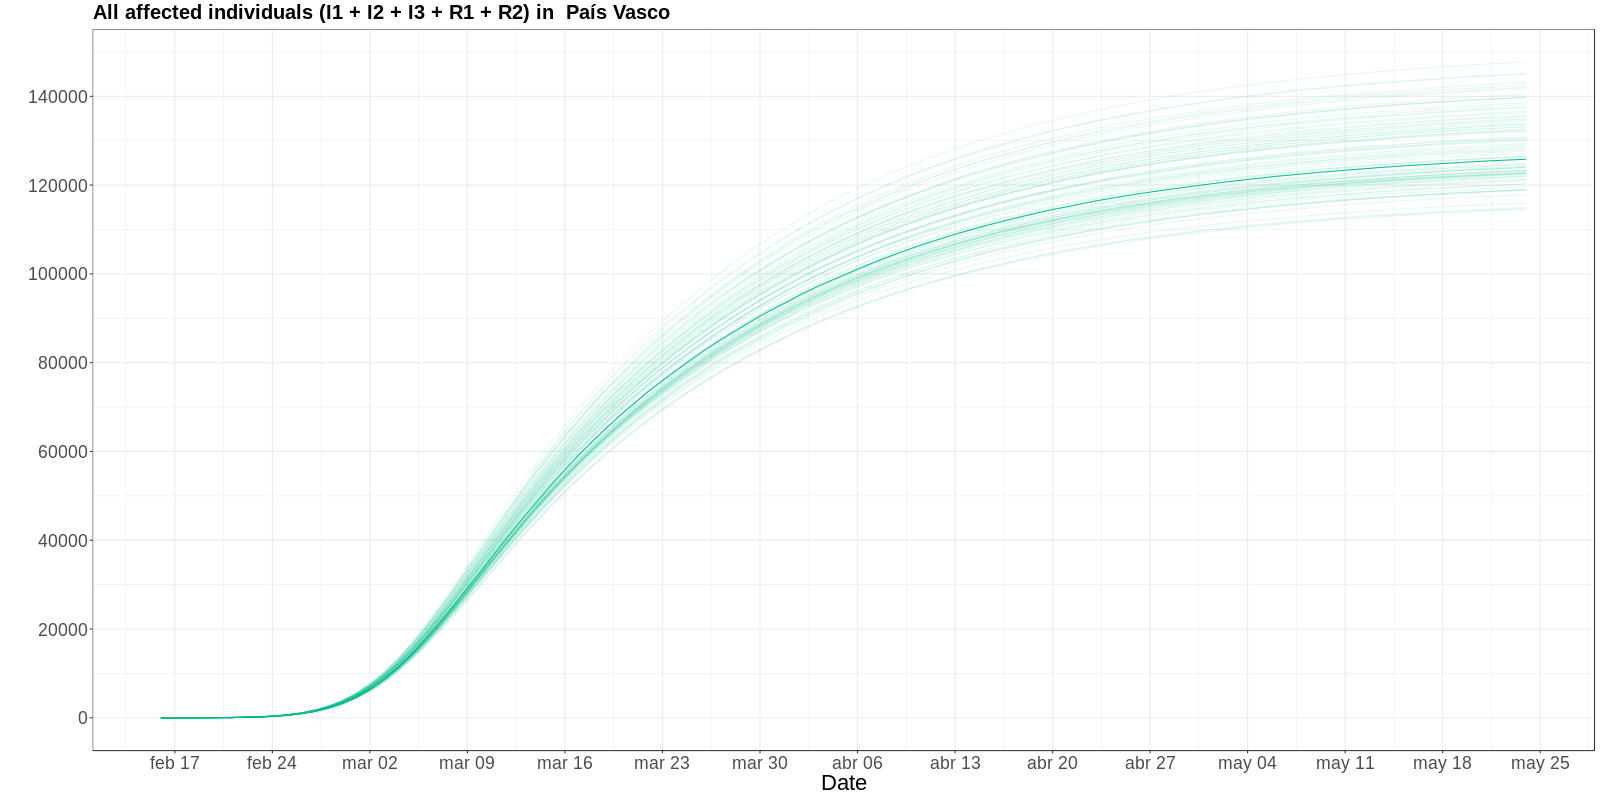 All affected individuals (I1 + I2 + I3 + R1 + R2) in  País Vasco
140000
120000
100000
80000
60000
40000
20000
0
feb 17 feb 24 mar 02 mar 09 mar 16 mar 23 mar 30 abr 06 abr 13 abr 20 abr 27 may 04 may 11 may 18 may 25
Date